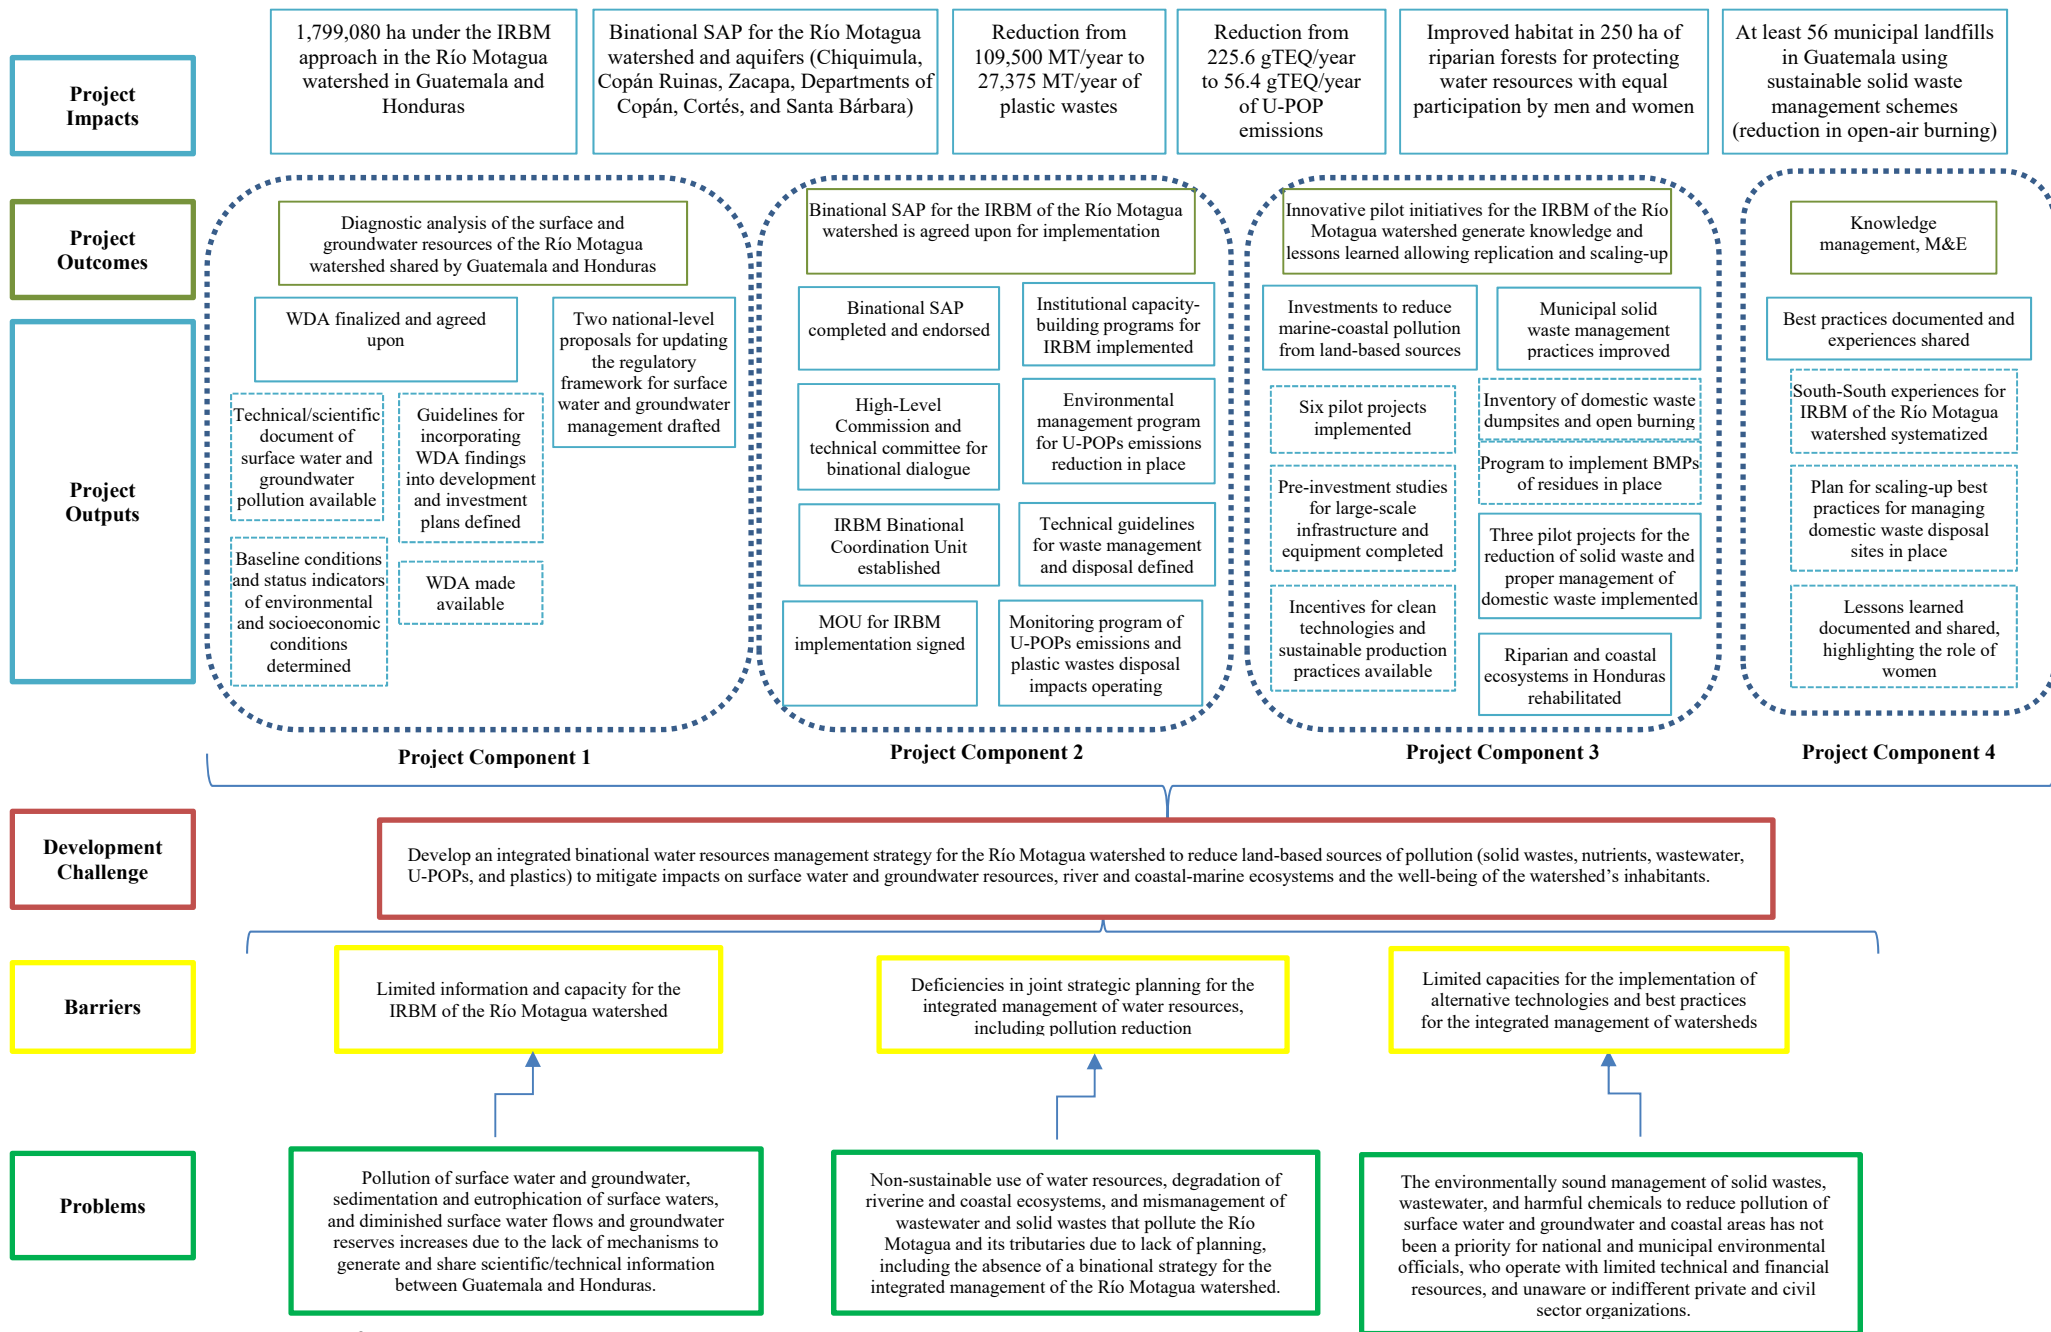 Project
Impacts
1,799,080 ha under the IRBM
approach in the Río Motagua
watershed in Guatemala and
Honduras
Binational SAP for the Río Motagua
watershed and aquifers (Chiquimula,
Copán Ruinas, Zacapa, Departments of
Copán, Cortés, and Santa Bárbara)
Reduction from
109,500 MT/year to
27,375 MT/year of
plastic wastes
Reduction from
225.6 gTEQ/year
to 56.4 gTEQ/year
of U-POP
emissions
Improved habitat in 250 ha of
riparian forests for protecting
water resources with equal
participation by men and women
At least 56 municipal landfills
in Guatemala using
sustainable solid waste
management schemes
(reduction in open-air burning)
Project
Outcomes
Diagnostic analysis of the surface and
groundwater resources of the Río Motagua
watershed shared by Guatemala and Honduras
Binational SAP for the IRBM of the Río Motagua
watershed is agreed upon for implementation
Innovative pilot initiatives for the IRBM of the Río
Motagua watershed generate knowledge and
lessons learned allowing replication and scaling-up
Knowledge
management, M&E
Project
Outputs
WDA finalized and agreed
upon
Two national-level
proposals for updating
the regulatory
framework for surface
water and groundwater
management drafted
Technical/scientific
document of
surface water and
groundwater
pollution available
Guidelines for
incorporating
WDA findings
into development
and investment
plans defined
Baseline conditions
and status indicators
of environmental
and socioeconomic
conditions
determined
WDA made
available
Binational SAP
completed and endorsed
Institutional capacity-
building programs for
IRBM implemented
High-Level
Commission and
technical committee for
binational dialogue
Environmental
management program
for U-POPs emissions
reduction in place
IRBM Binational
Coordination Unit
established
Technical guidelines
for waste management
and disposal defined
MOU for IRBM
implementation signed
Monitoring program of
U-POPs emissions and
plastic wastes disposal
impacts operating
Investments to reduce
marine-coastal pollution
from land-based sources
Municipal solid
waste management
practices improved
Six pilot projects
implemented
Inventory of domestic waste
dumpsites and open burning
Program to implement BMPs
of residues in place
Pre-investment studies
for large-scale
infrastructure and
equipment completed
Three pilot projects for the
reduction of solid waste and
proper management of
domestic waste implemented
Incentives for clean
technologies and
sustainable production
practices available
Riparian and coastal
ecosystems in Honduras
rehabilitated
Best practices documented and
experiences shared
South-South experiences for
IRBM of the Río Motagua
watershed systematized
Plan for scaling-up best
practices for managing
domestic waste disposal
sites in place
Lessons learned
documented and shared,
highlighting the role of
women
Project Component 1
Project Component 2
Project Component 3
Project Component 4
Development
Challenge
Develop an integrated binational water resources management strategy for the Río Motagua watershed to reduce land-based sources of pollution (solid wastes, nutrients, wastewater,
U-POPs, and plastics) to mitigate impacts on surface water and groundwater resources, river and coastal-marine ecosystems and the well-being of the watershed’s inhabitants.
Barriers
Limited information and capacity for the
IRBM of the Río Motagua watershed
Deficiencies in joint strategic planning for the
integrated management of water resources,
including pollution reduction
Limited capacities for the implementation of
alternative technologies and best practices
for the integrated management of watersheds
Problems
Pollution of surface water and groundwater,
sedimentation and eutrophication of surface waters,
and diminished surface water flows and groundwater
reserves increases due to the lack of mechanisms to
generate and share scientific/technical information
between Guatemala and Honduras.
Non-sustainable use of water resources, degradation of
riverine and coastal ecosystems, and mismanagement of
wastewater and solid wastes that pollute the Río
Motagua and its tributaries due to lack of planning,
including the absence of a binational strategy for the
integrated management of the Río Motagua watershed.
The environmentally sound management of solid wastes,
wastewater, and harmful chemicals to reduce pollution of
surface water and groundwater and coastal areas has not
been a priority for national and municipal environmental
officials, who operate with limited technical and financial
resources, and unaware or indifferent private and civil
sector organizations.